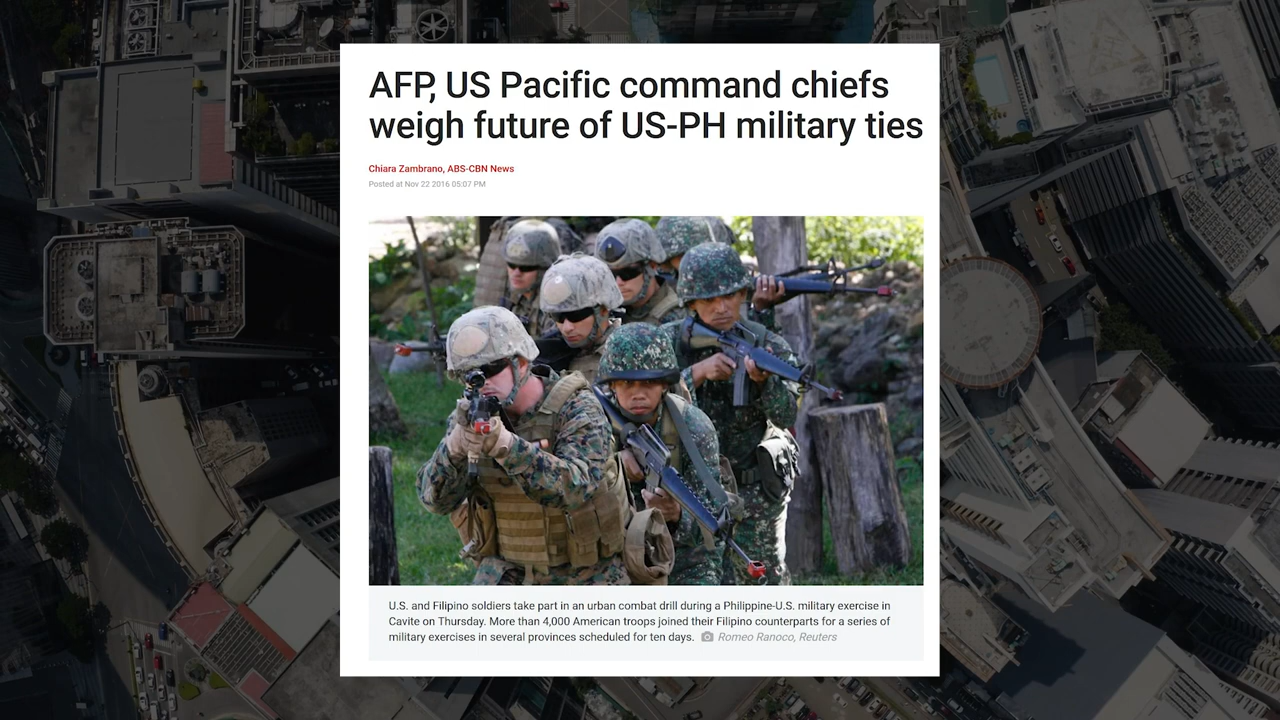 AFP, US Pacific command chiefs
weigh future of US-PH military ties
Chiara Zambrano, ABS-CBN News
Posted at Nov 22 2016 05:07 PM
U.S. and Filipino soldiers take part in an urban combat drill during a Philippine-U.S. military exercise in
Cavite on Thursday. More than 4,000 American troops joined their Filipino counterparts for a series of
military exercises in several provinces scheduled for ten days. Romeo Ranoco, Reuters